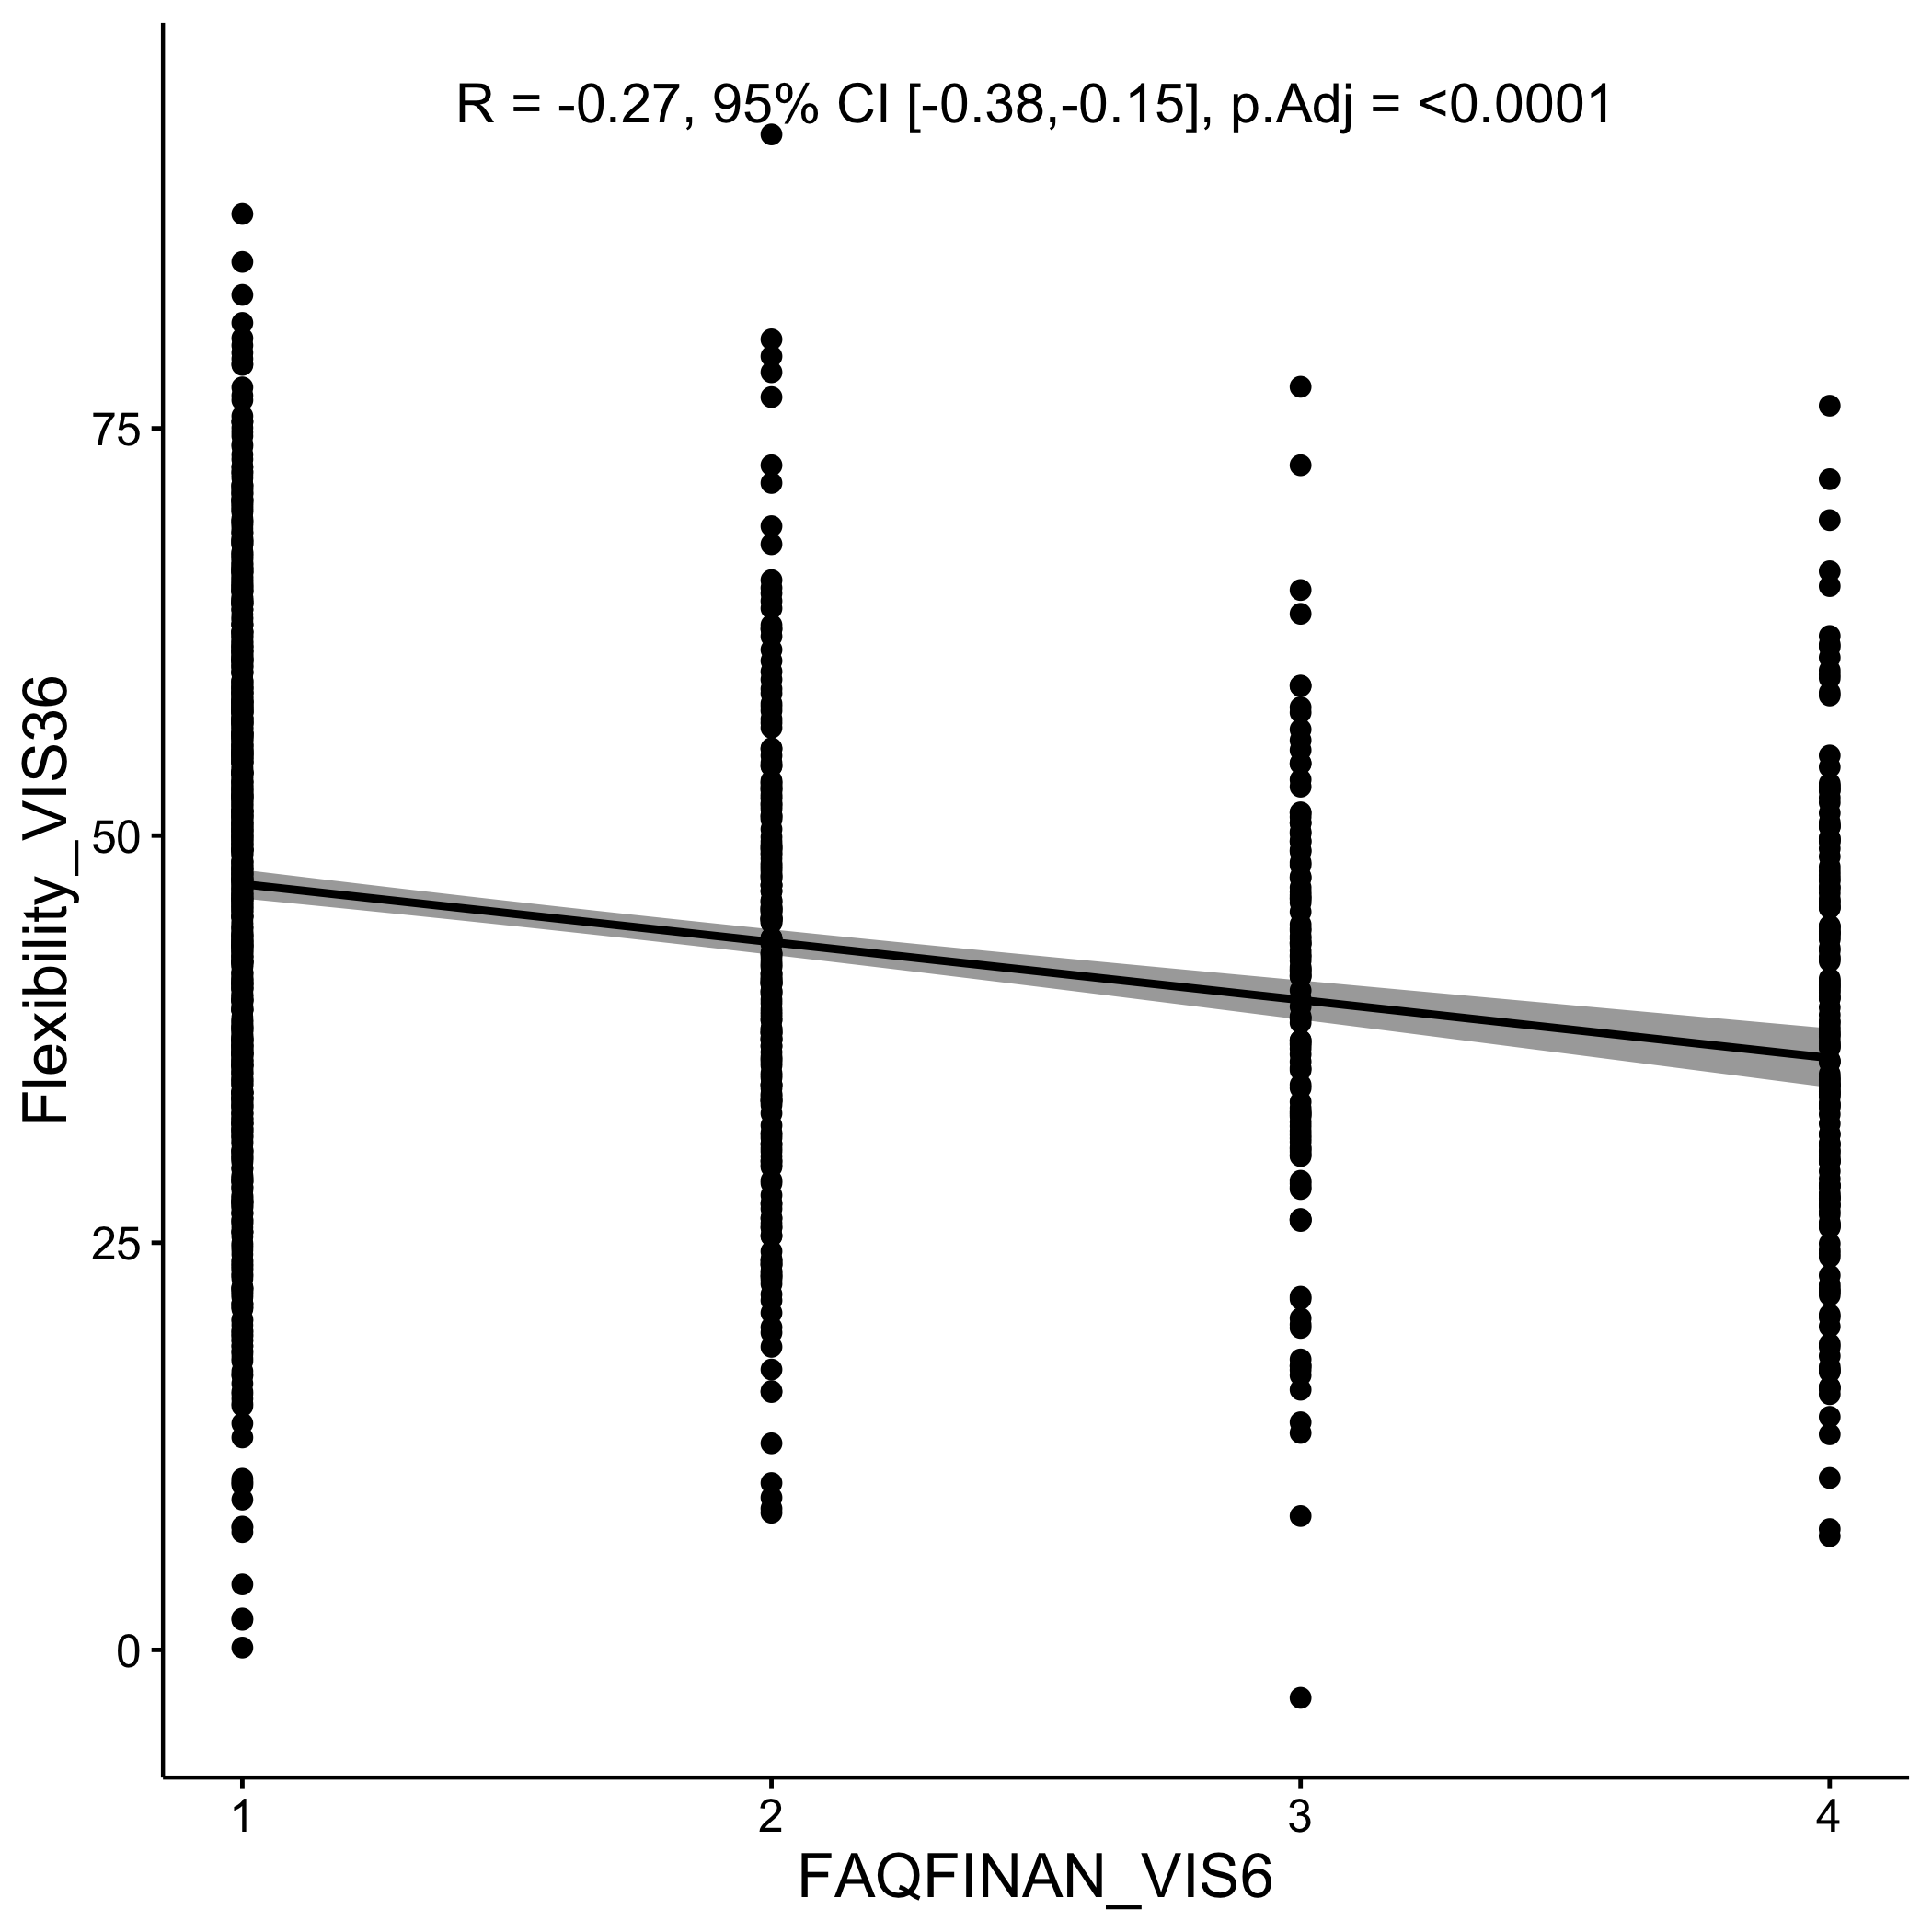 R = -0.27, 95% CI [-0.38,-0.15], p.Adj = <0.0001
Flexibility_VIS36
75
50
25
0
1
2
3
4
FAQFINAN_VIS6